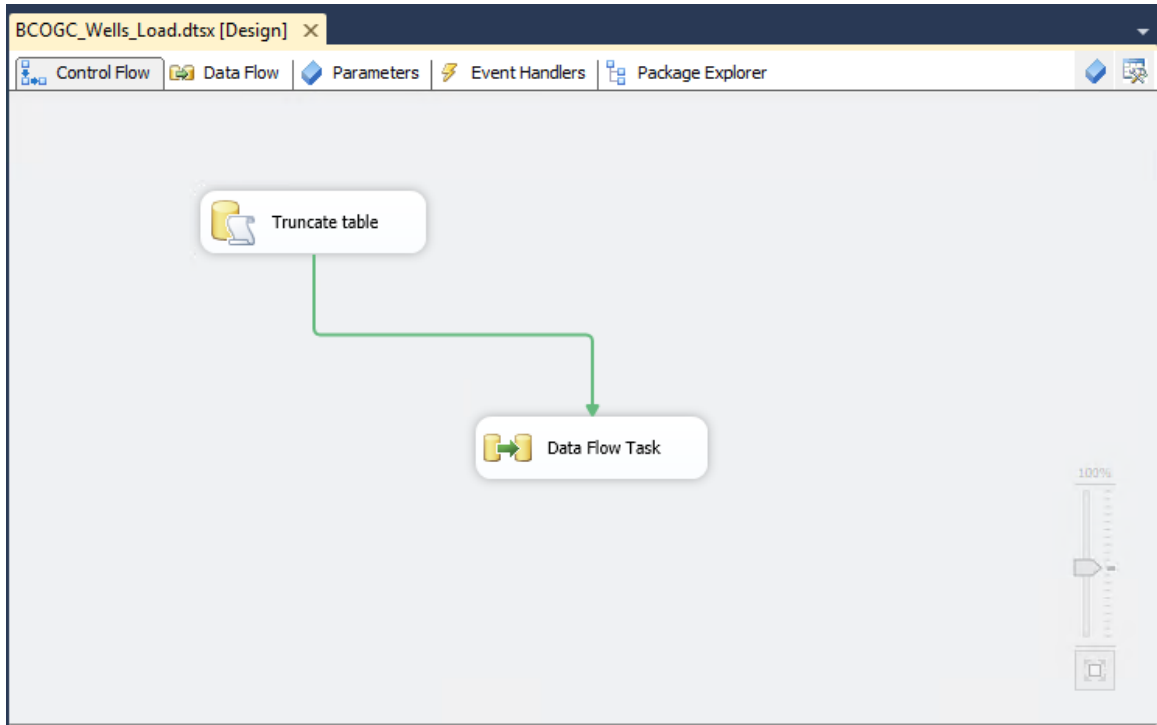 BCOGC_Wells_Load.dtsx [Design]
Control Flow Data Flow Parameters Event Handlers Package Explorer
Truncate table
Data Flow Task
100%